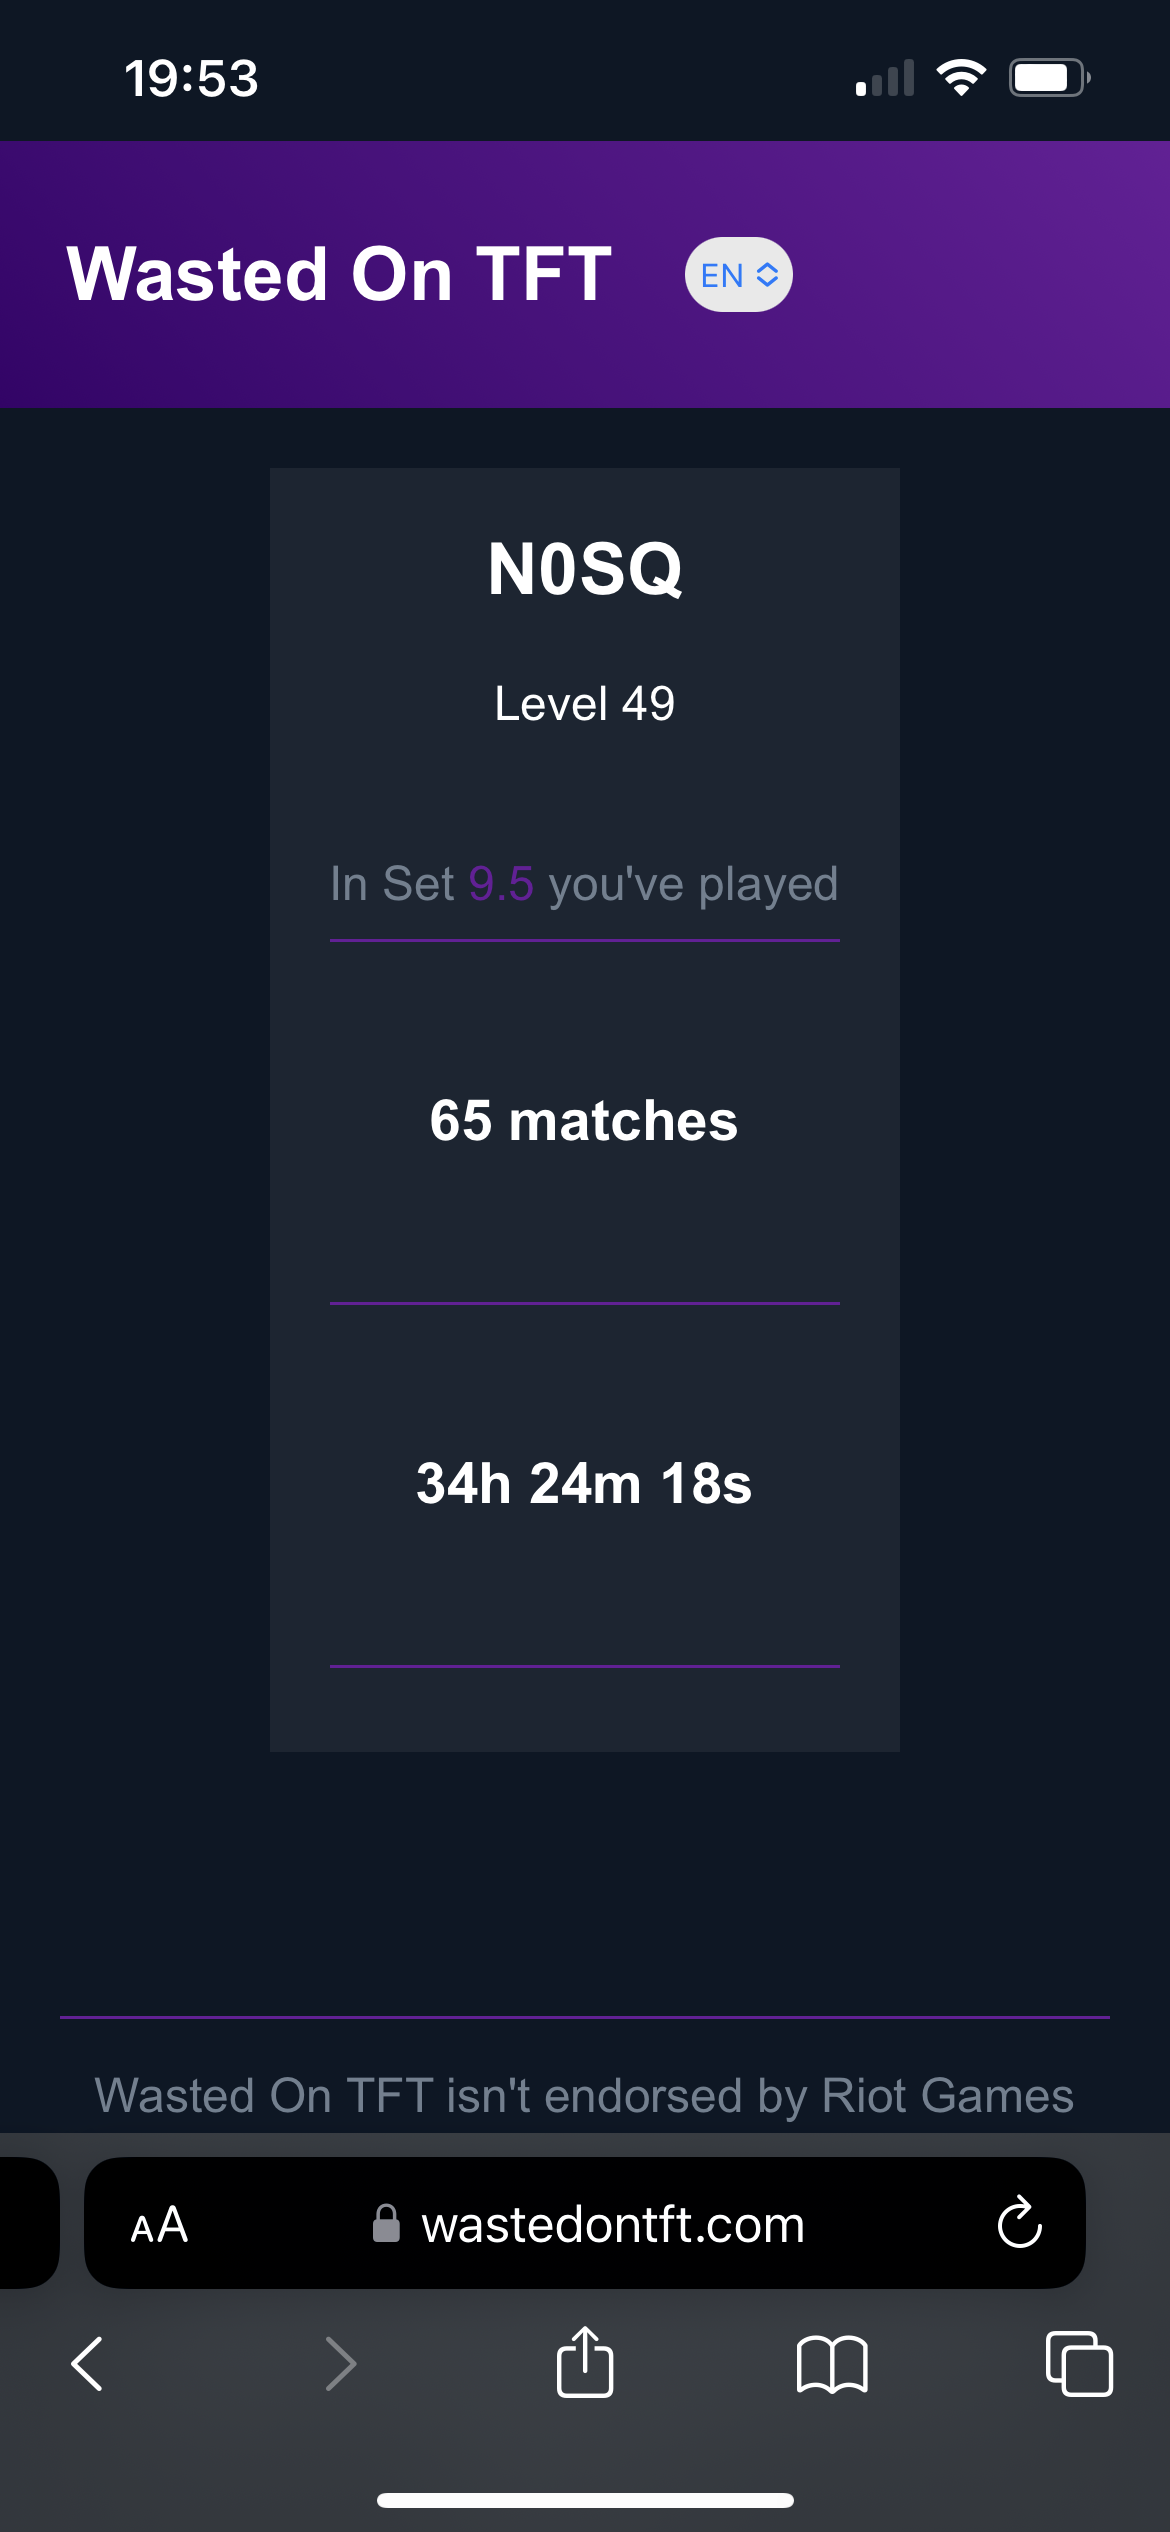 19:53
Wasted On TFT
EN
N0SQ
Level 49
In Set 9.5 you've played
65 matches
34h 24m 18s
Wasted On TFT isn't endorsed by Riot Games
AA
wastedontft.com